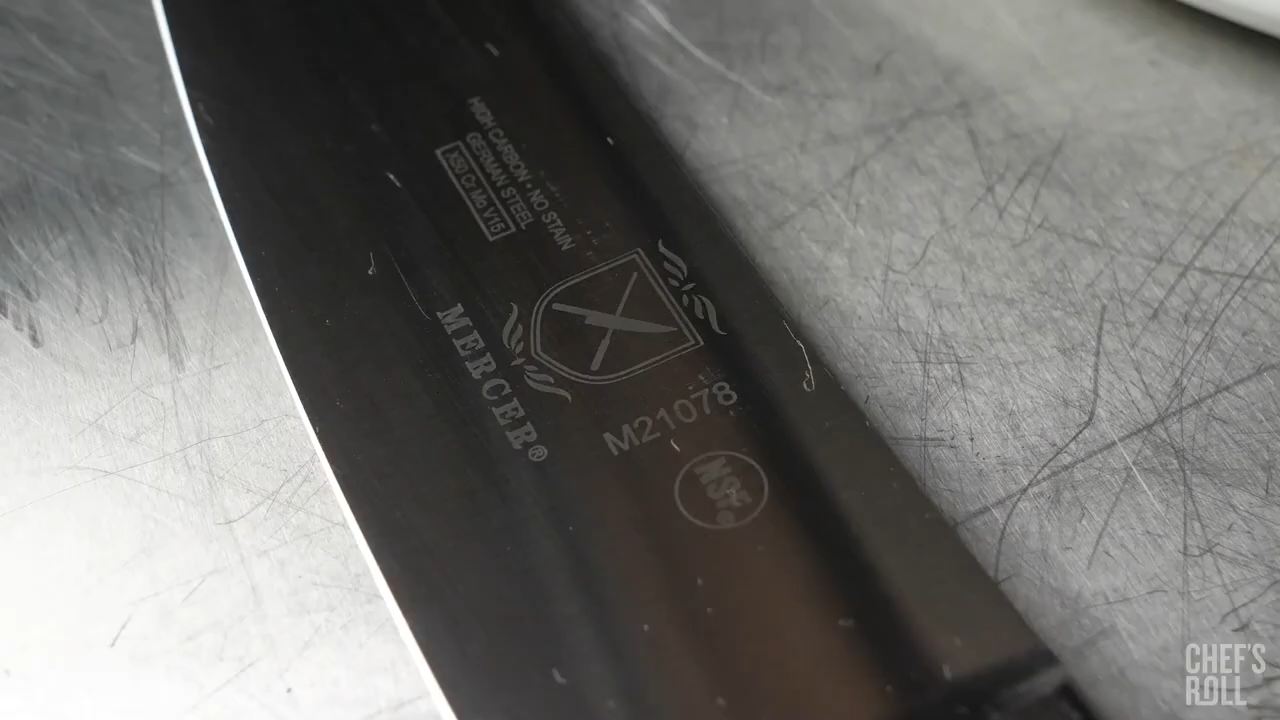 HIGH CARBON • NO STAIN
GERMAN STEEL
X50 Cr Mo V15
MERCER®
M21078
NSF®
CHEF'S
ROLL